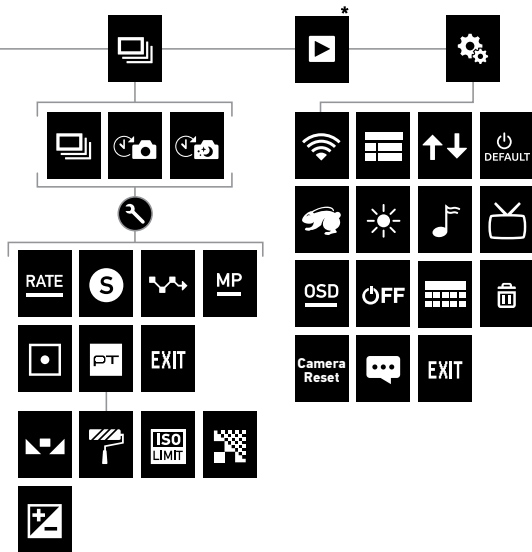 *
DEFAULT
RATE
S
MP
OSD
OFF
PT
EXIT
Camera
Reset
EXIT
ISO
LIMIT